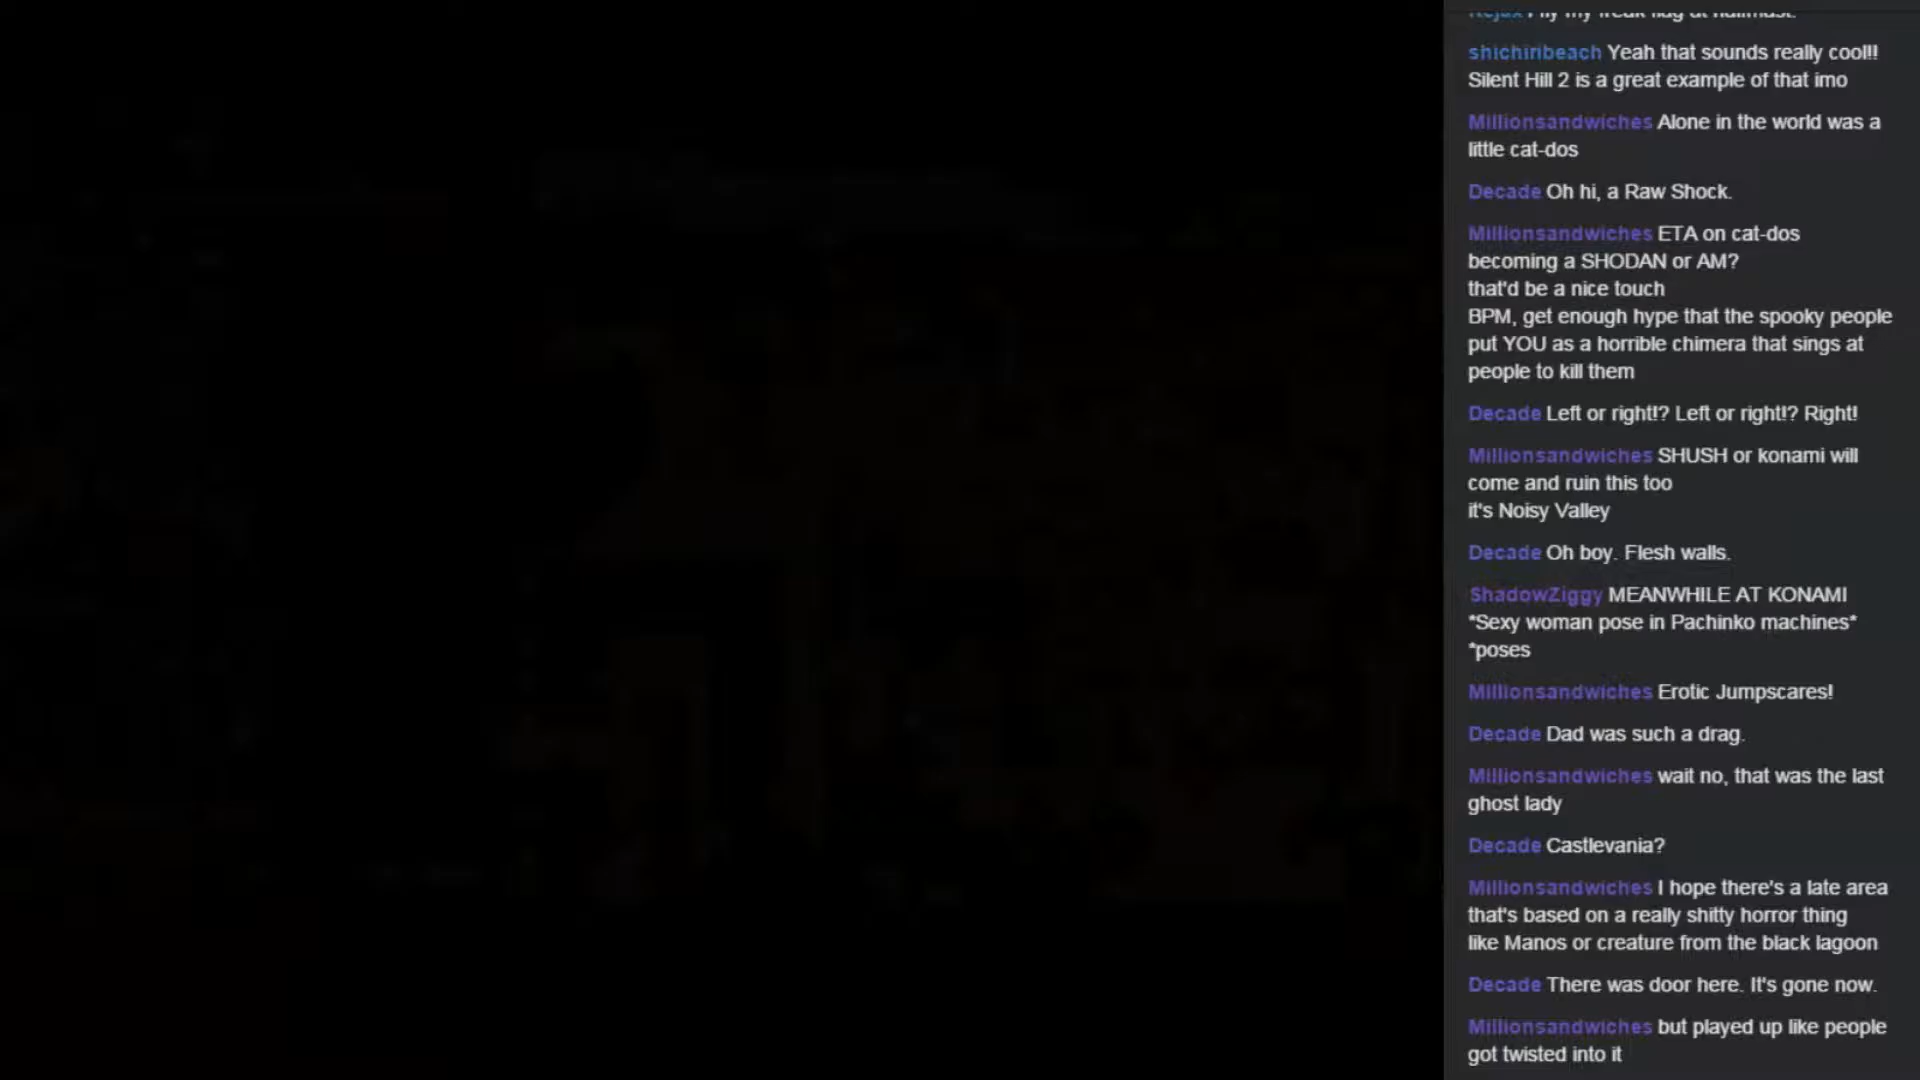 shichiribeach Yeah that sounds really cool!!
Silent Hill 2 is a great example of that imo
Millionsandwiches Alone in the world was a
little cat-dos
Decade Oh hi, a Raw Shock.
Millionsandwiches ETA on cat-dos
becoming a SHODAN or AM?
that'd be a nice touch
BPM, get enough hype that the spooky people
put YOU as a horrible chimera that sings at
people to kill them
Decade Left or right!? Left or right!? Right!
Millionsandwiches SHUSH or konami will
come and ruin this too
it's Noisy Valley
Decade Oh boy. Flesh walls.
ShadowZiggy MEANWHILE AT KONAMI
*Sexy woman pose in Pachinko machines*
*poses
Millionsandwiches Erotic Jumpscares!
Decade Dad was such a drag.
Millionsandwiches wait no, that was the last
ghost lady
Decade Castlevania?
Millionsandwiches I hope there's a late area
that's based on a really shitty horror thing
like Manos or creature from the black lagoon
Decade There was door here. It's gone now.
Millionsandwiches but played up like people
got twisted into it